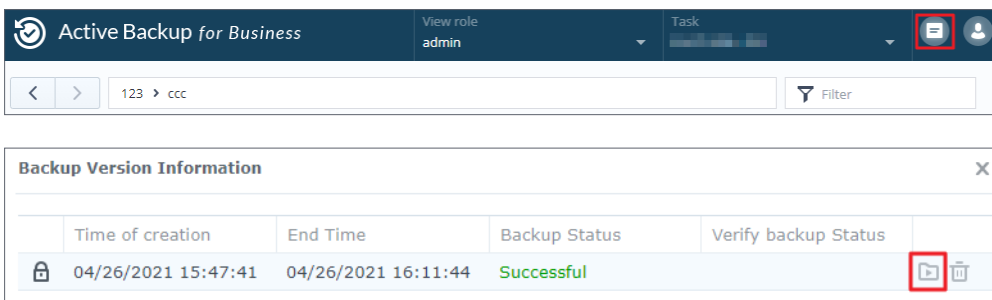 Active Backup for Business
View role
admin
Task
123 > ccc
Filter
Backup Version Information
Time of creation End Time Backup Status Verify backup Status
04/26/2021 15:47:41 04/26/2021 16:11:44 Successful